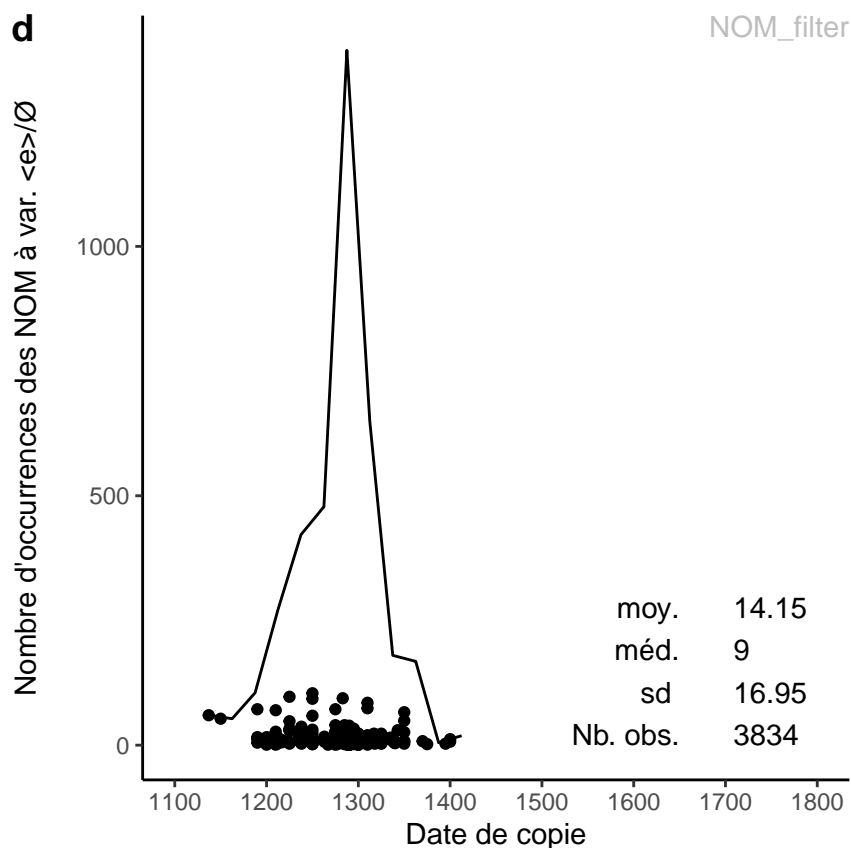 d
NOM_filter
Nombre d'occurrences des NOM à var. <e>/Ø
1000
500
0
moy. 14.15
méd. 9
sd 16.95
Nb. obs. 3834
1100 1200 1300 1400 1500 1600 1700 1800
Date de copie